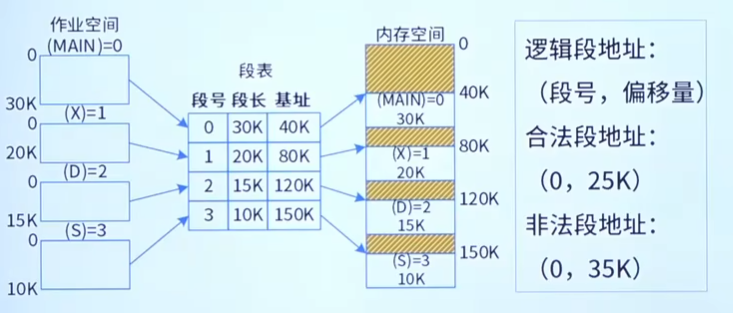 作业空间
(MAIN)=0
0
30K
(X)=1
0
20K
(D)=2
0
15K
(S)=3
0
10K
段表
段号 段长 基址
0 30K 40K
1 20K 80K
2 15K 120K
3 10K 150K
内存空间
0
40K
(MAIN)=0
30K
80K
(X)=1
20K
120K
(D)=2
15K
150K
(S)=3
10K
逻辑段地址：
（段号，偏移量）
合法段地址：
（0，25K）
非法段地址：
（0，35K）